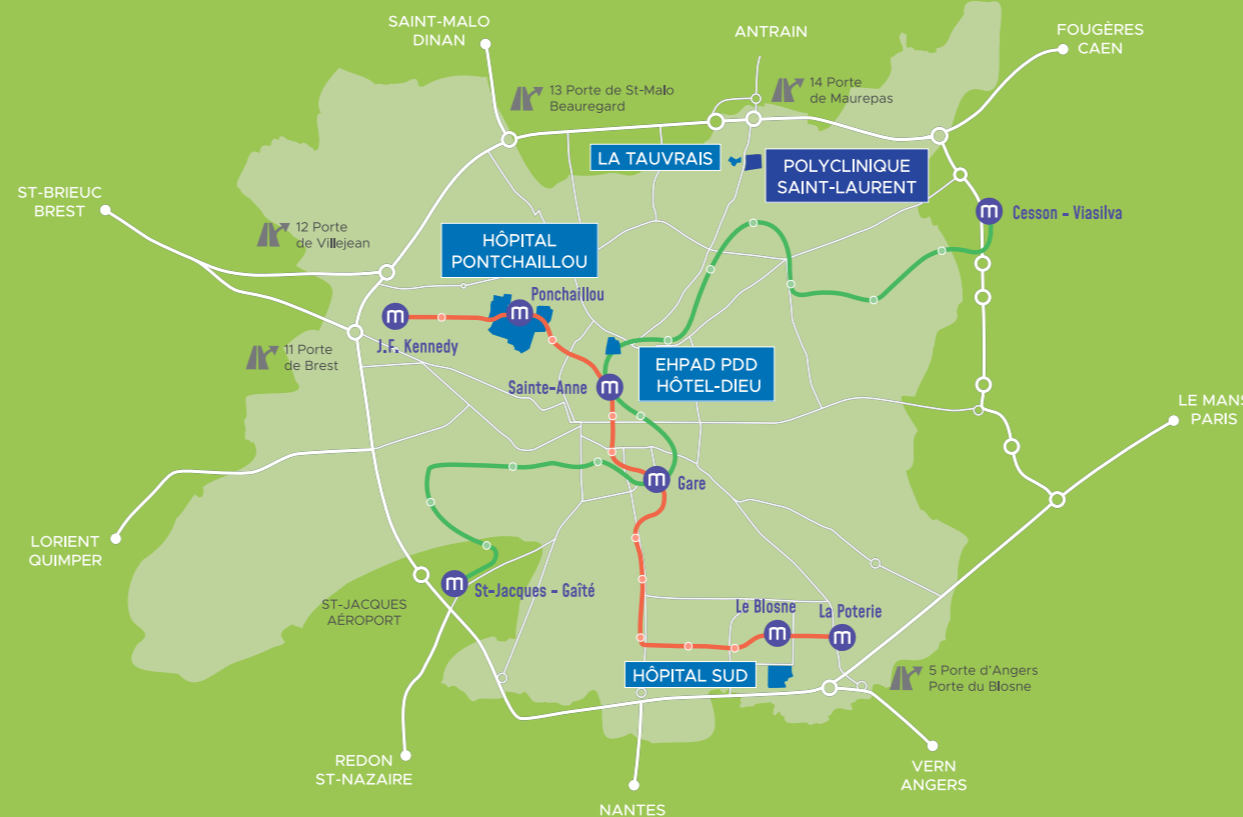 SAINT-MALO
DINAN
ANTRAIN
FOUGÈRES
CAEN
13 Porte de St-Malo
Beauregard
14 Porte
de Maurepas
LA TAUVRAIS
POLYCLINIQUE
SAINT-LAURENT
ST-BRIEUC
BREST
m
Cesson - Viasilva
12 Porte
de Villejean
HÔPITAL
PONTCHAILLOU
Ponchaillou
m
m
J.F. Kennedy
11 Porte
de Brest
EHPAD PDD
HÔTEL-DIEU
Sainte-Anne
m
LE MANS
PARIS
m
Gare
LORIENT
QUIMPER
m
St-Jacques - Gaîté
ST-JACQUES
AÉROPORT
Le Blosne
m
La Poterie
m
HÔPITAL SUD
5 Porte d'Angers
Porte du Blosne
REDON
ST-NAZAIRE
VERN
ANGERS
NANTES